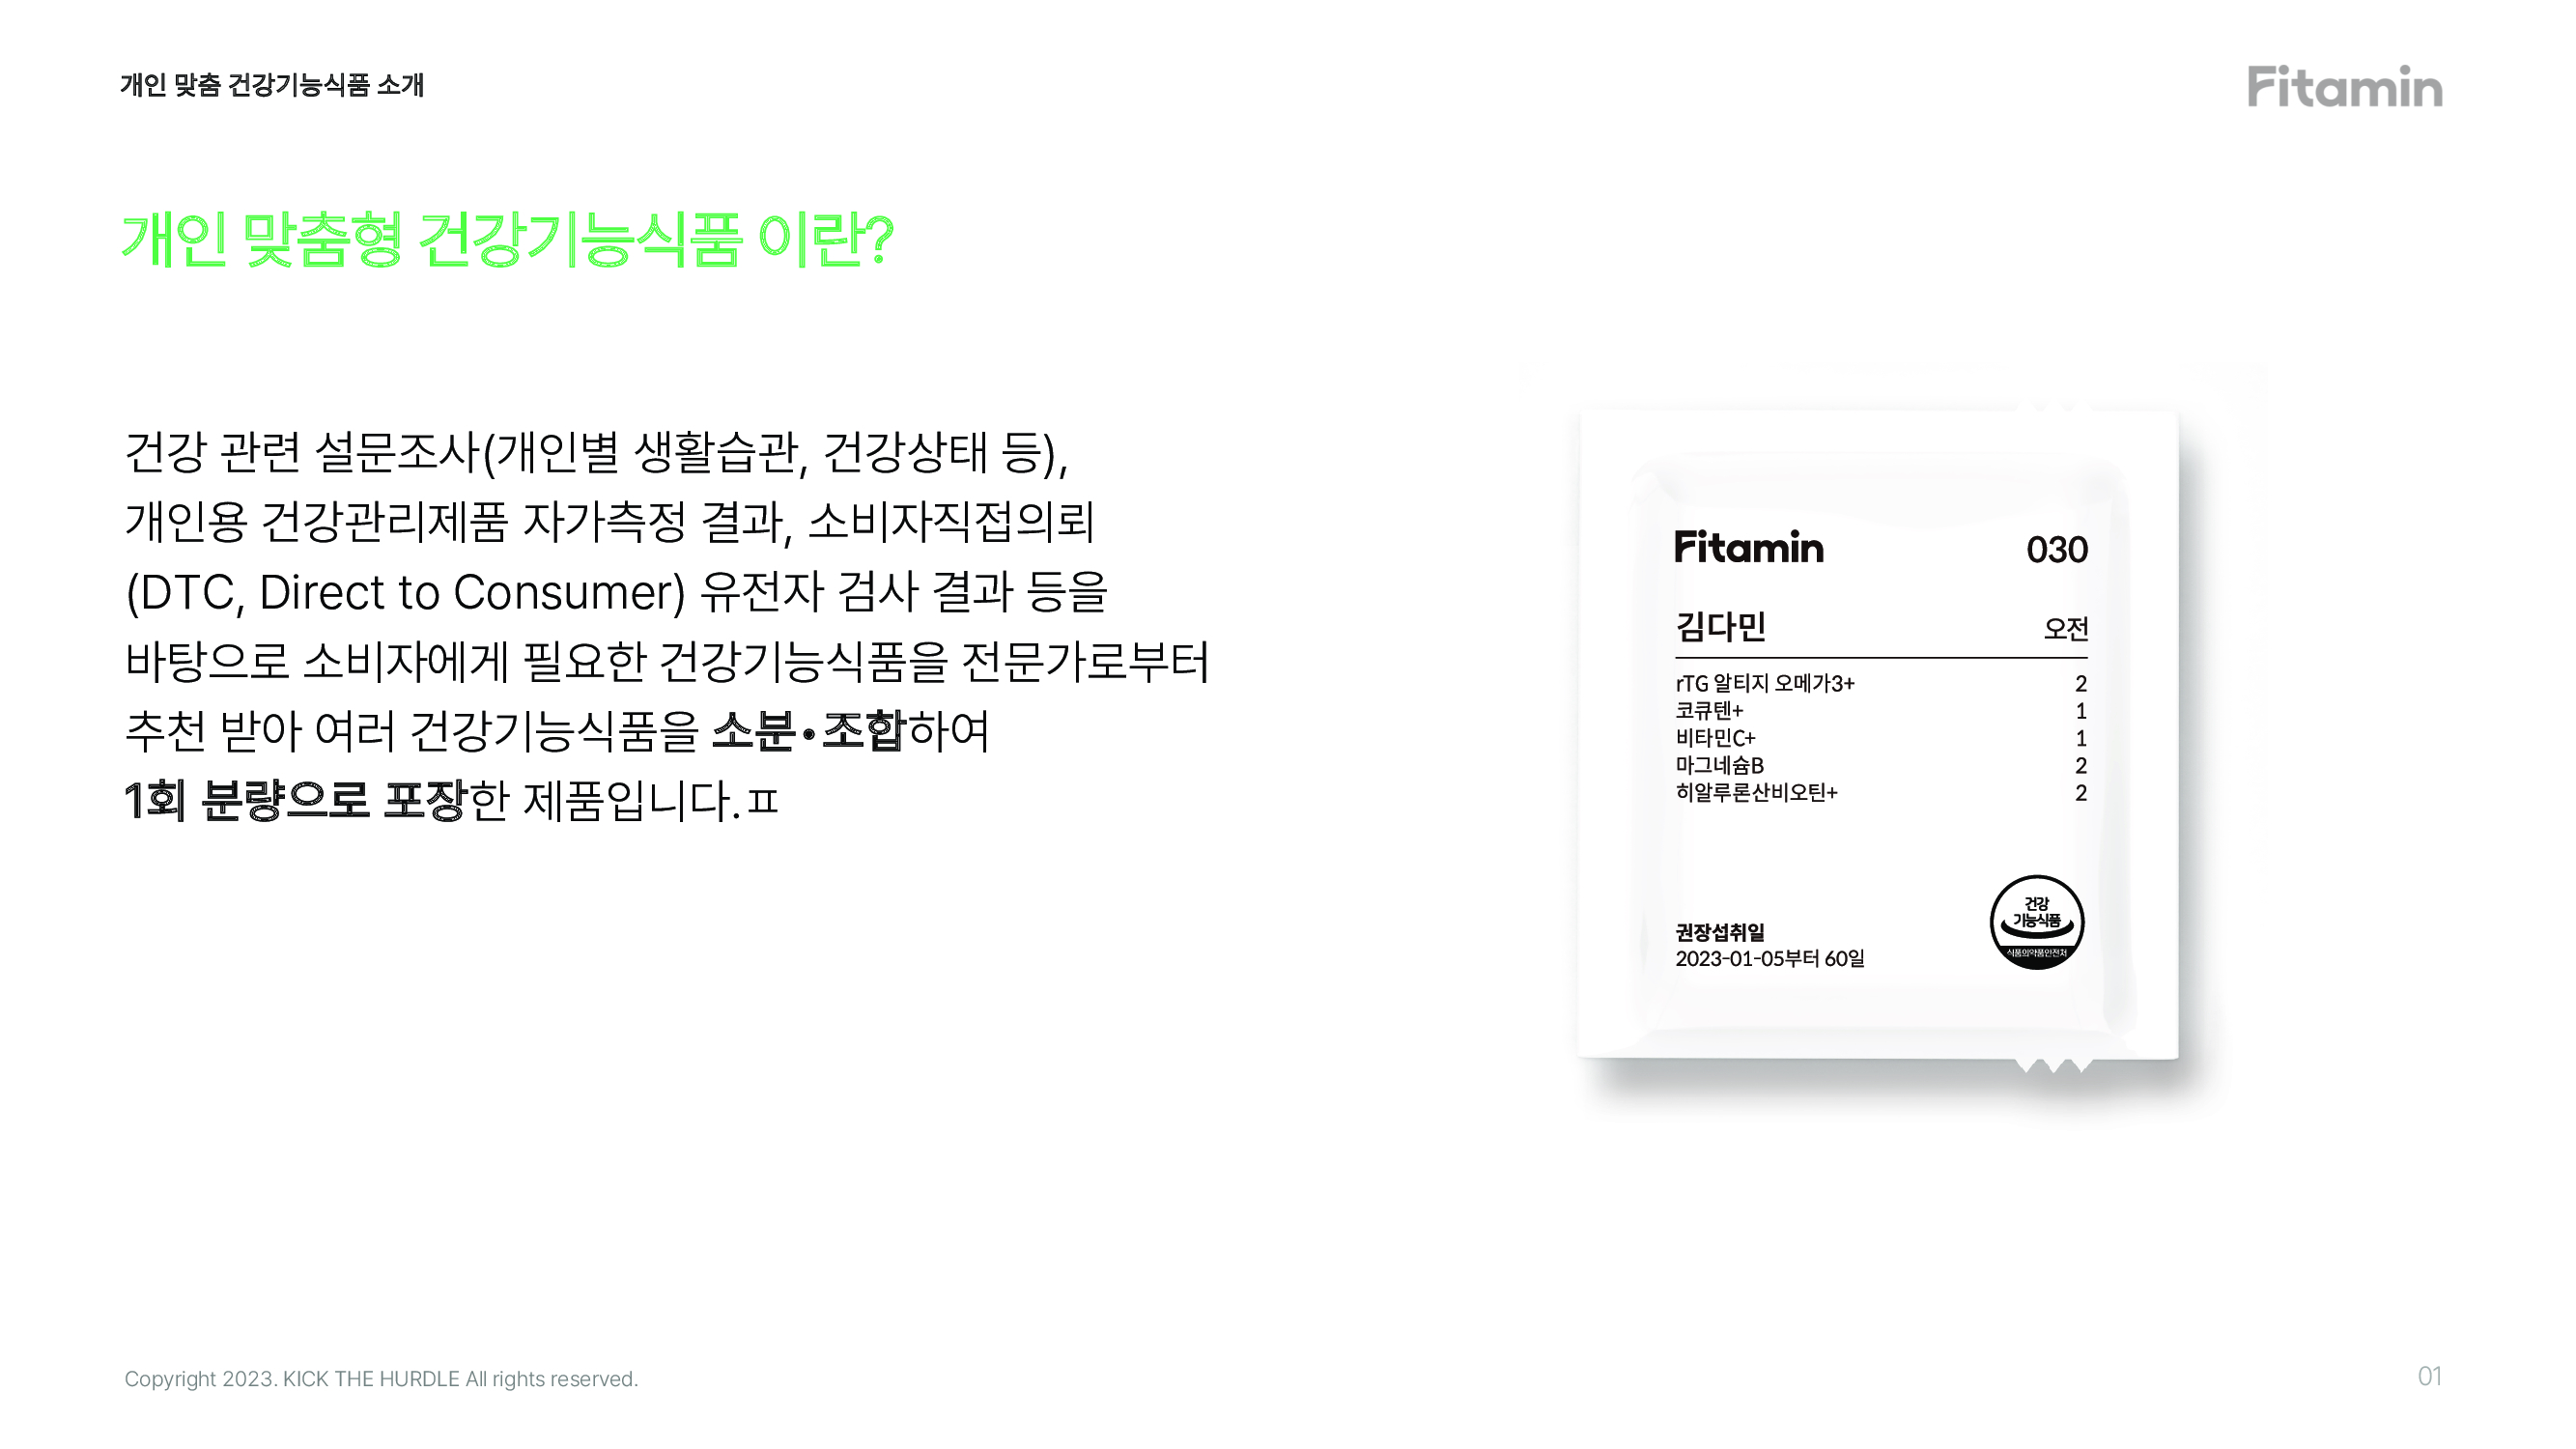 개인 맞춤 건강기능식품 소개
Fitamin
개인 맞춤형 건강기능식품 이란?
건강 관련 설문조사(개인별 생활습관, 건강상태 등),
개인용 건강관리제품 자가측정 결과, 소비자직접의뢰
(DTC, Direct to Consumer) 유전자 검사 결과 등을
바탕으로 소비자에게 필요한 건강기능식품을 전문가로부터
추천 받아 여러 건강기능식품을 소분•조합하여
1회 분량으로 포장한 제품입니다.ㅍ
Fitamin 030
김다민 오전
rTG 알티지 오메가3+ 2
코큐텐+ 1
비타민C+ 1
마그네슘B 2
히알루론산비오틴+ 2
권장섭취일
2023-01-05부터 60일
건강
기능식품
식품의약품안전처
Copyright 2023. KICK THE HURDLE All rights reserved.
01